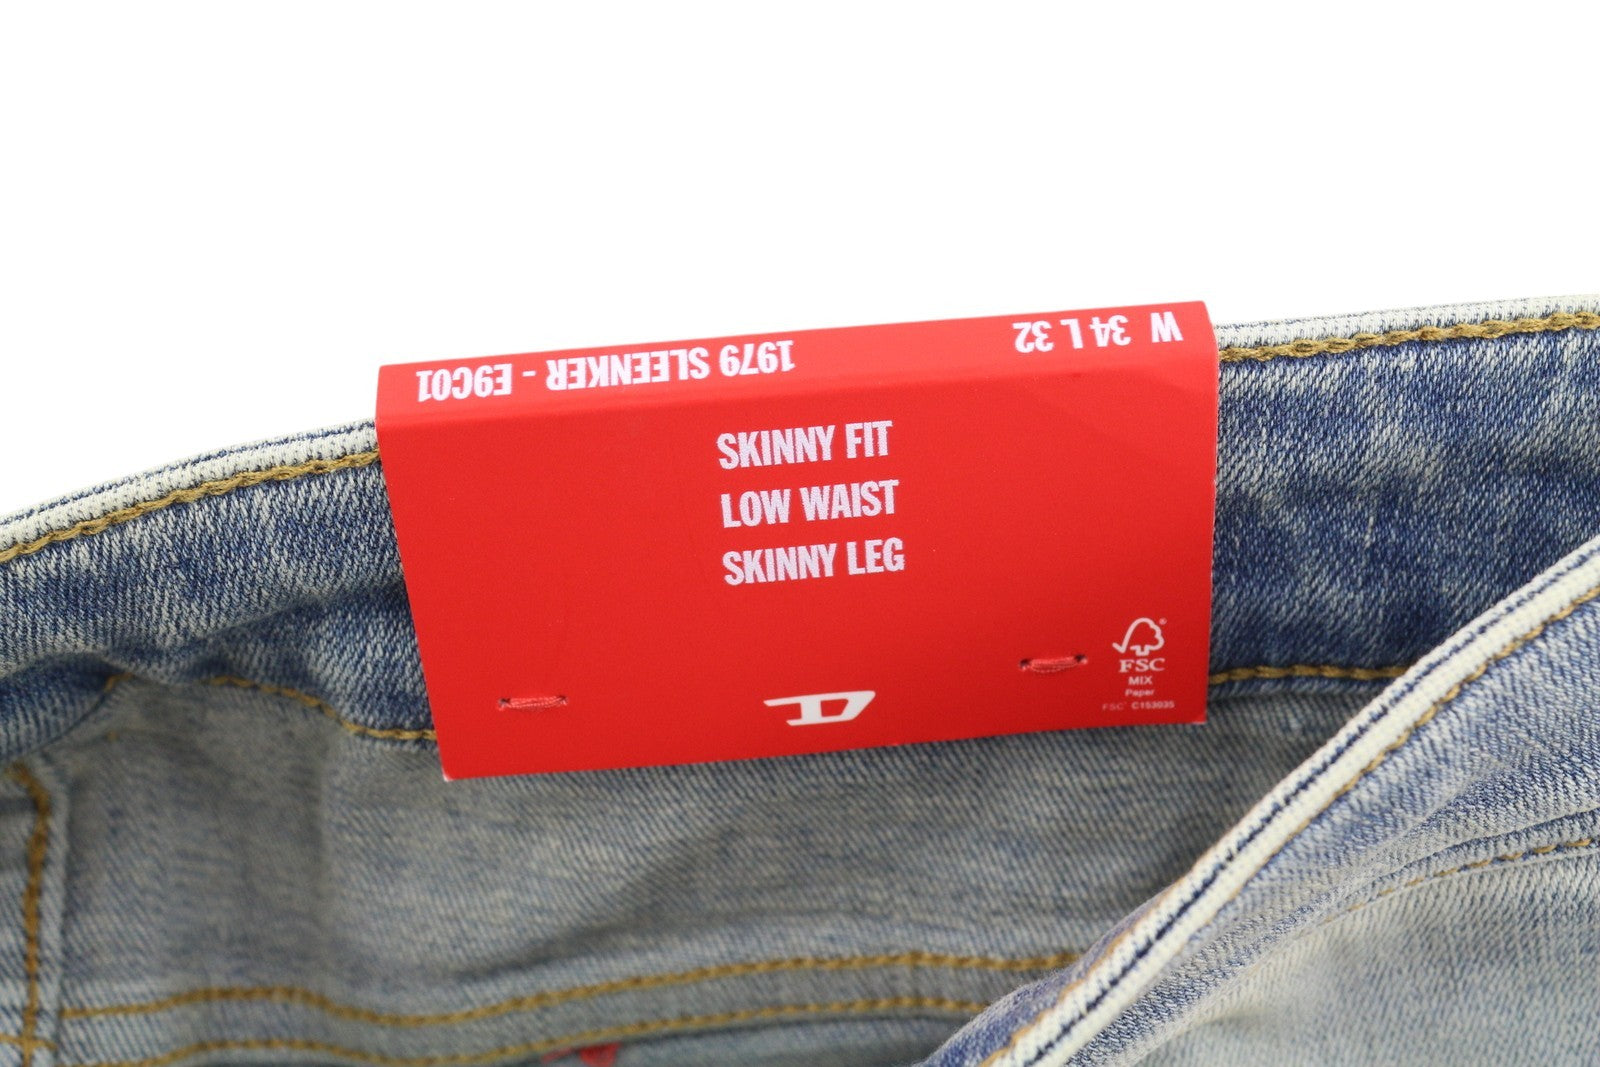 1979 SLEENKER - E9C01
W 34 L 32
SKINNY FIT
LOW WAIST
SKINNY LEG
FSC
MIX
Paper
FSC® C153035